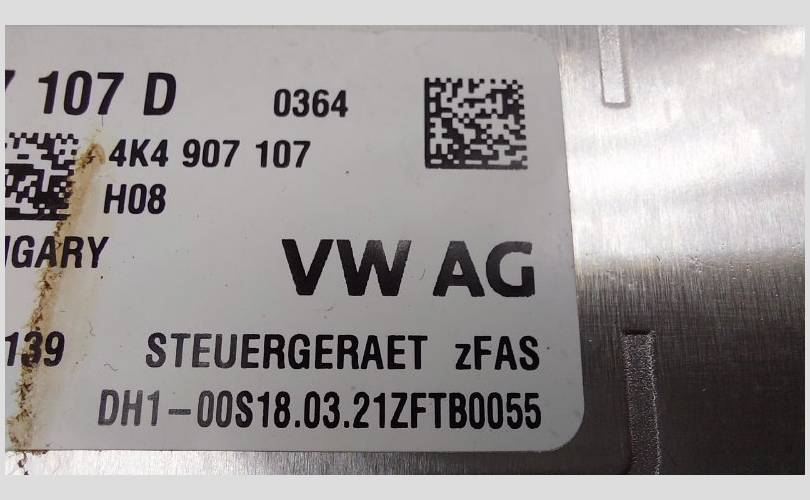 7 107 D 0364
4K4 907 107
H08
NGARY
VW AG
139 STEUERGERAET zFAS
DH1-00S18.03.21ZFTB0055